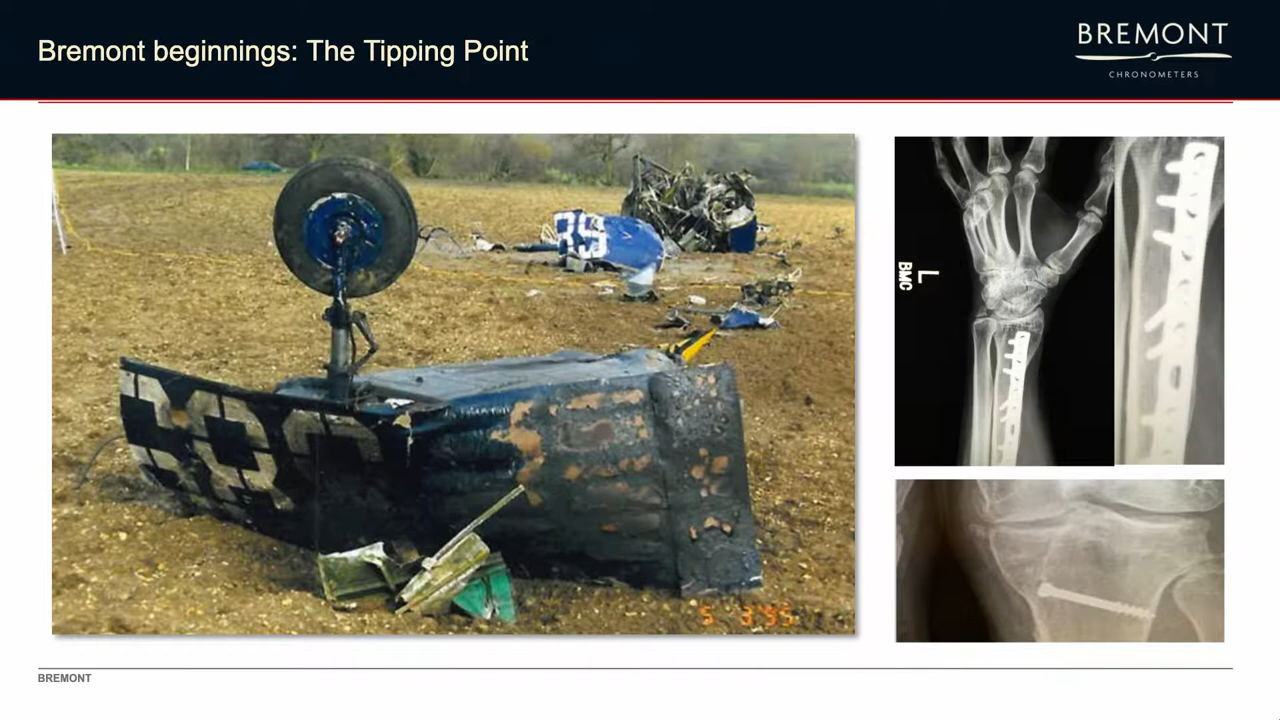 Bremont beginnings: The Tipping Point
BREMONT
CHRONOMETERS
L
BMC
5 3'95
BREMONT